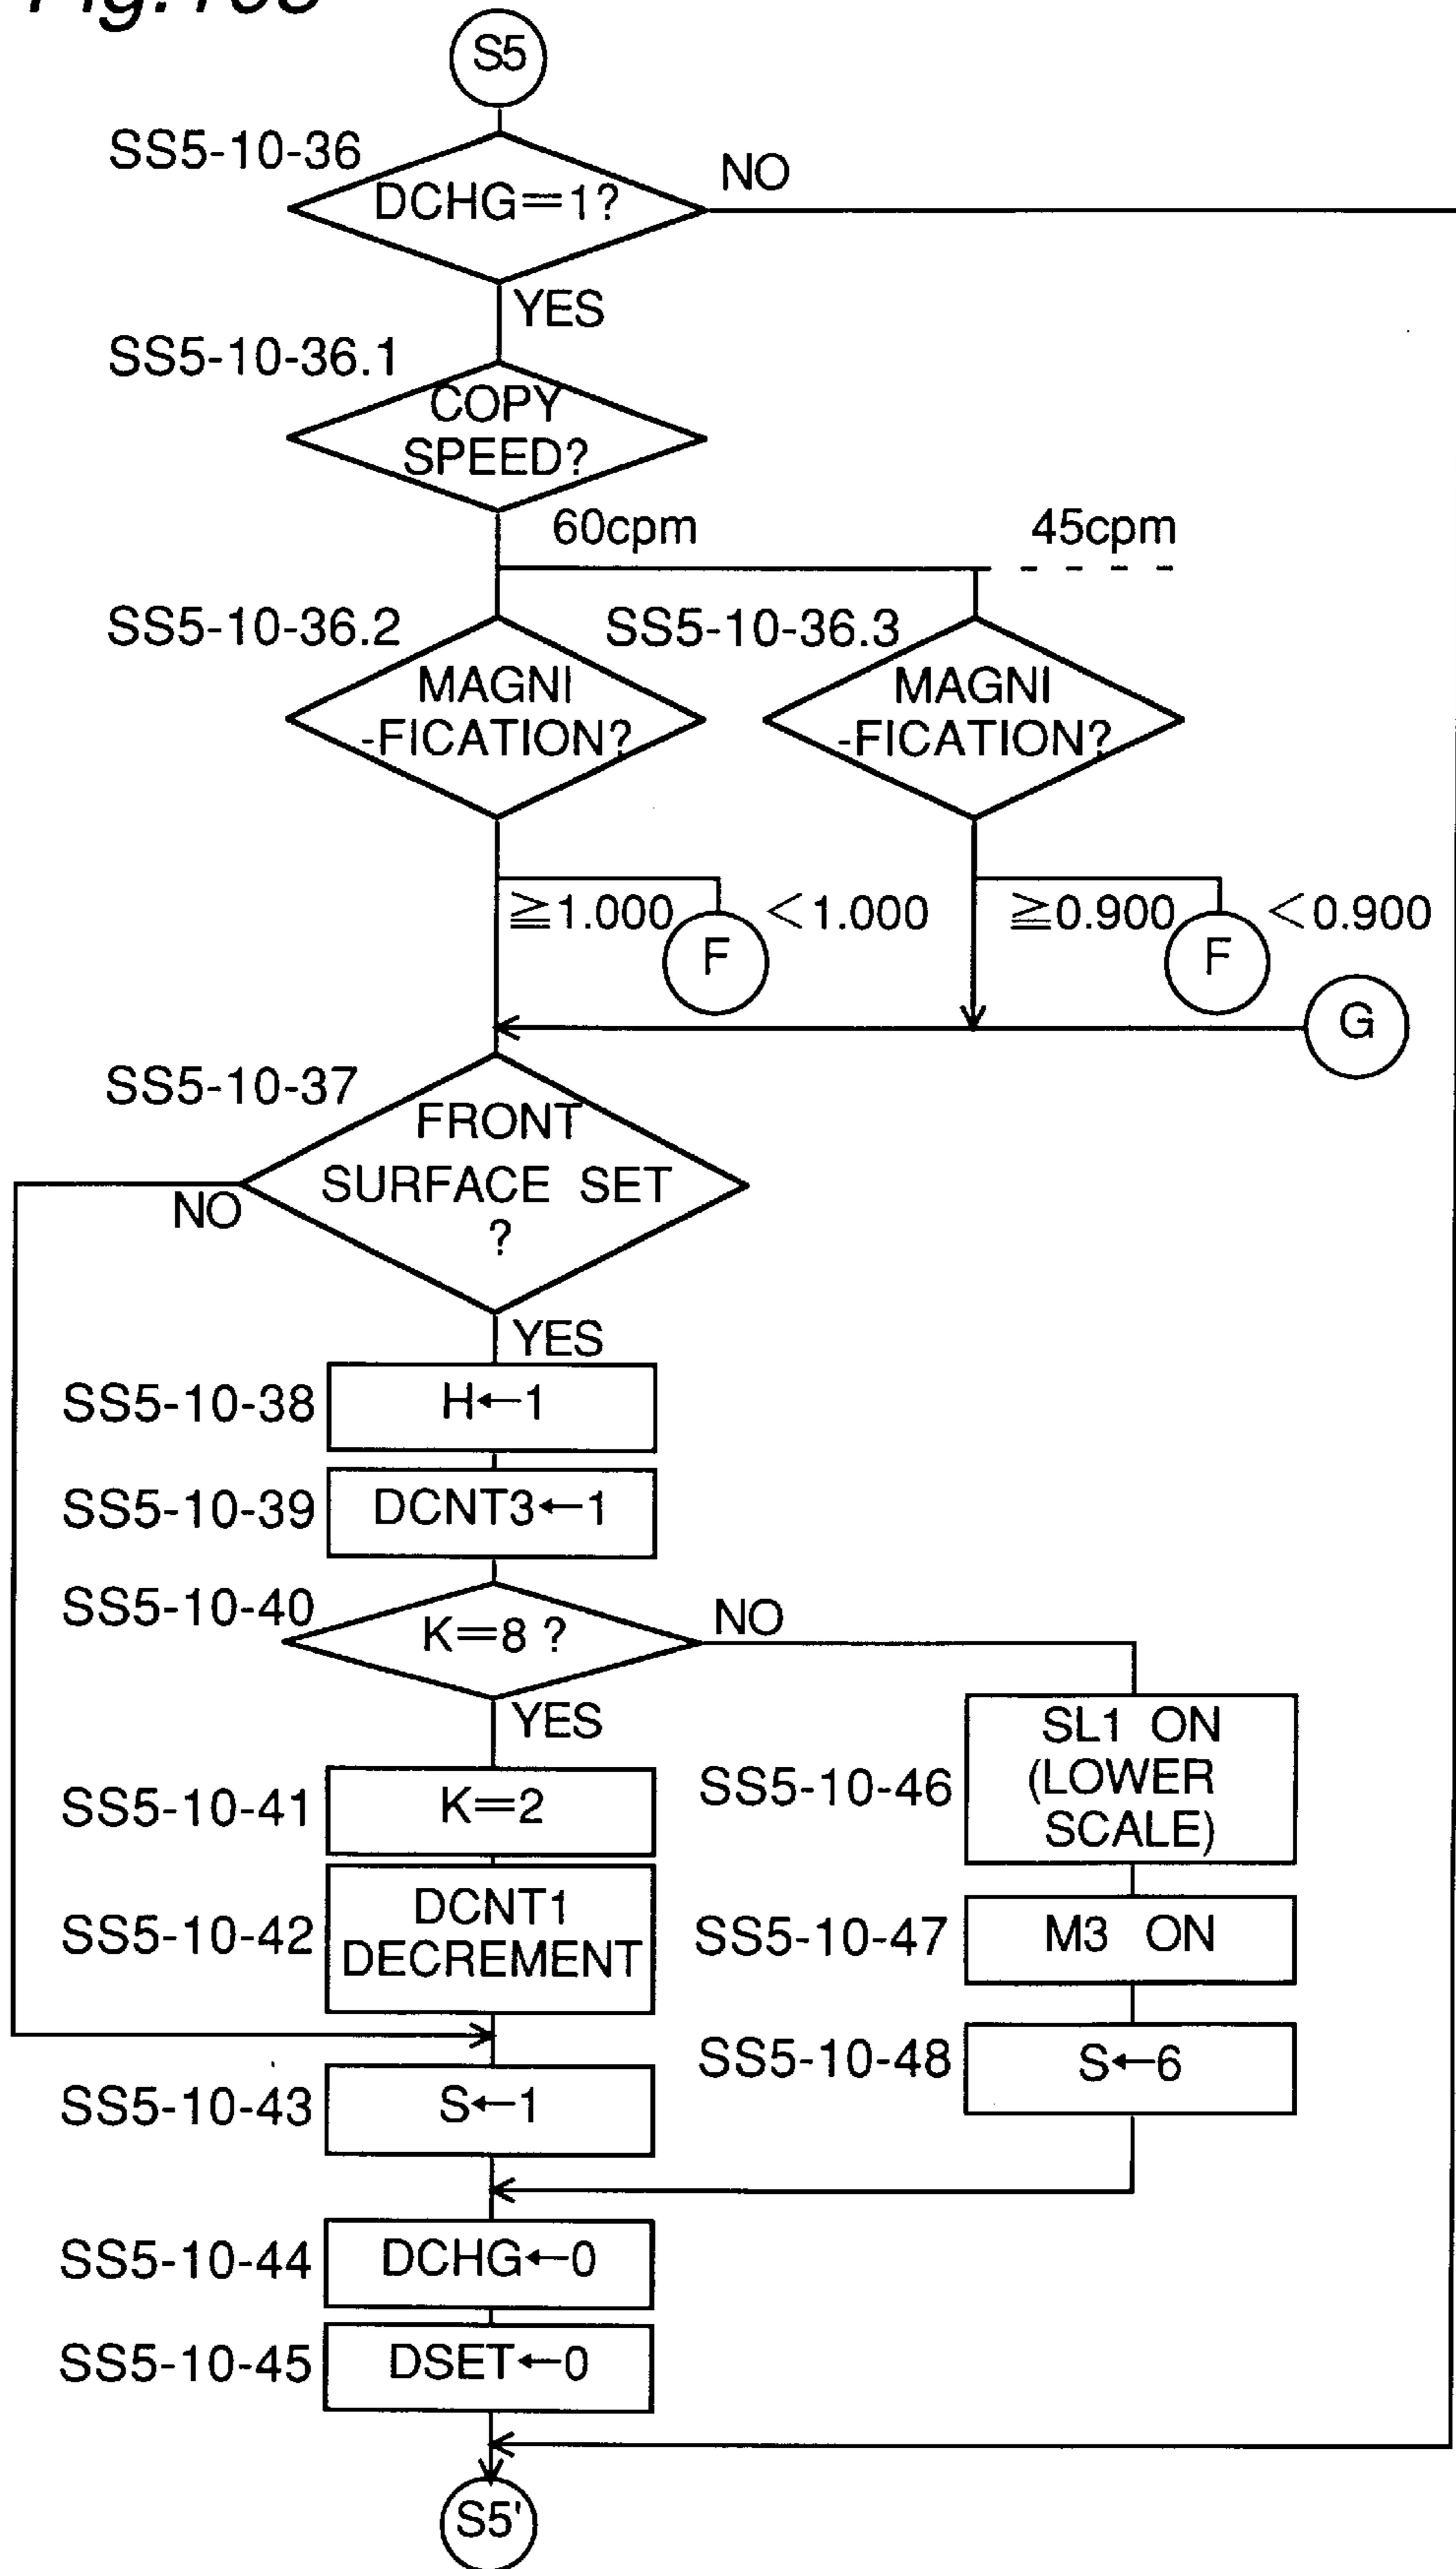 S5
SS5-10-36
DCHG=1?
NO
YES
SS5-10-36.1
COPY
SPEED?
60cpm
45cpm
SS5-10-36.2
SS5-10-36.3
MAGNI
-FICATION?
MAGNI
-FICATION?
≧1.000
F
<1.000
≧0.900
F
<0.900
G
SS5-10-37
FRONT
SURFACE SET
?
NO
YES
SS5-10-38
H←1
SS5-10-39
DCNT3←1
SS5-10-40
K=8 ?
NO
YES
SS5-10-41
K=2
SS5-10-46
SL1 ON
(LOWER
SCALE)
SS5-10-42
DCNT1
DECREMENT
SS5-10-47
M3 ON
SS5-10-43
S←1
SS5-10-48
S←6
SS5-10-44
DCHG←0
SS5-10-45
DSET←0
S5'